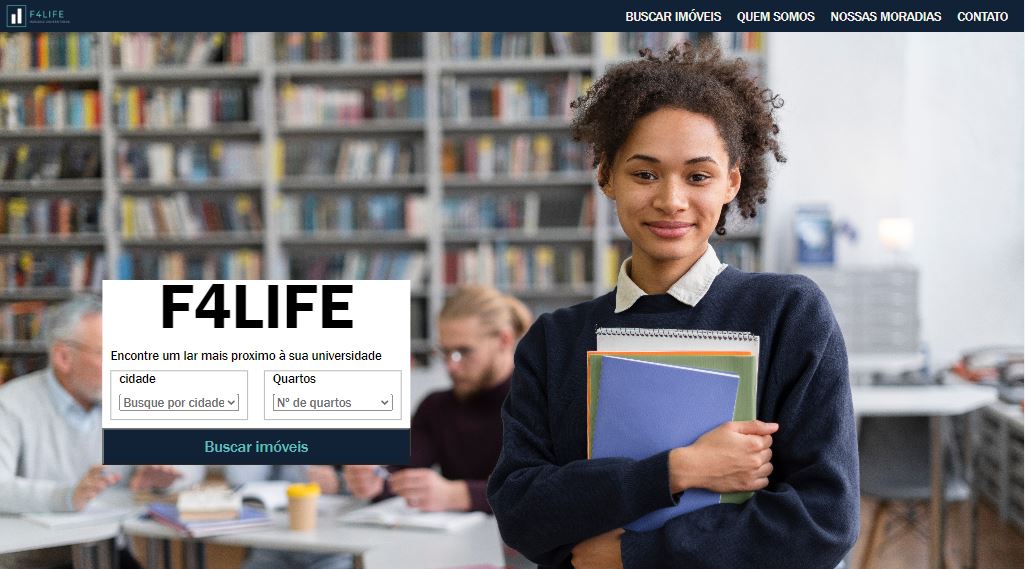 F4LIFE
BUSCAR IMÓVEIS QUEM SOMOS NOSSAS MORADIAS CONTATO
F4LIFE
Encontre um lar mais proximo à sua universidade
cidade Quartos
Busque por cidade Nº de quartos
Buscar imóveis